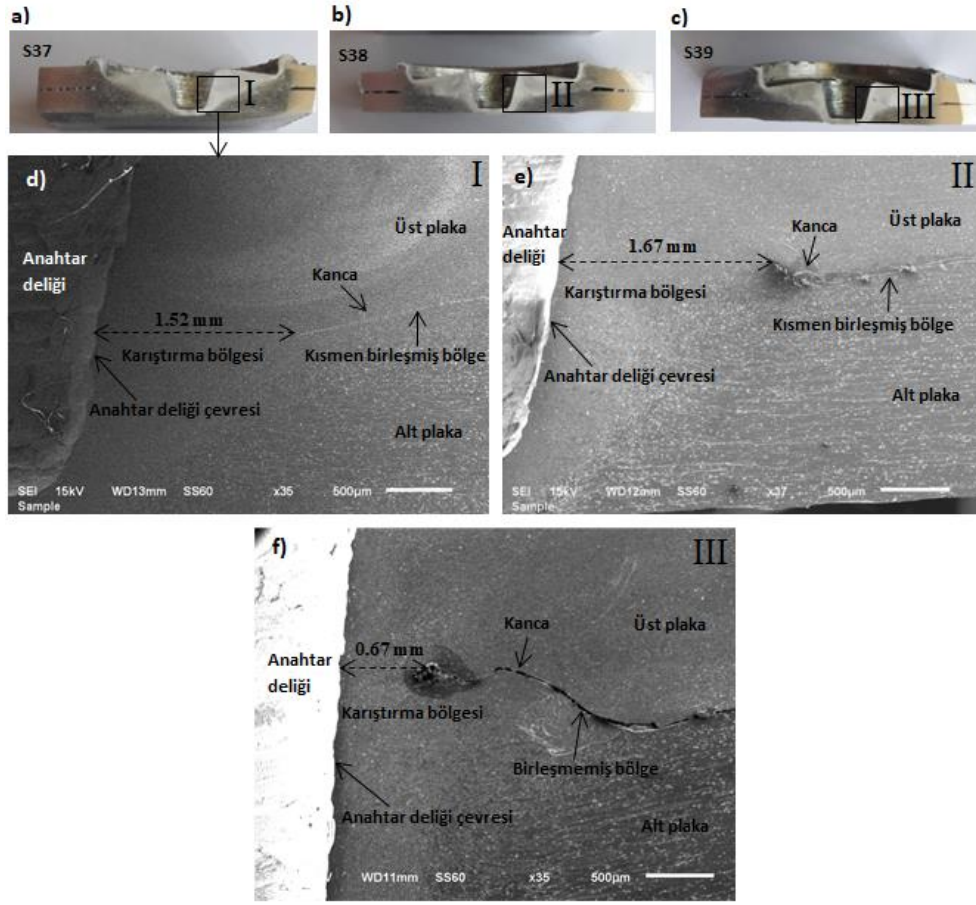 a)
S37
I
b)
S38
II
c)
S39
III
d)
I
Üst plaka
Anahtar
deliği
Kanca
1.52 mm
Karıştırma bölgesi
Kısmen birleşmiş bölge
Anahtar deliği çevresi
Alt plaka
SEI 15kV WD13mm SS60 x35 500µm
Sample
e)
II
Üst plaka
Anahtar
deliği
Kanca
1.67 mm
Karıştırma bölgesi
Kısmen birleşmiş bölge
Anahtar deliği çevresi
Alt plaka
SEI 15kV WD12mm SS60 x37 500µm
Sample
f)
III
Kanca
Üst plaka
0.67 mm
Anahtar
deliği
Karıştırma bölgesi
Birleşmemiş bölge
Anahtar deliği çevresi
Alt plaka
WD11mm SS60 x35 500µm